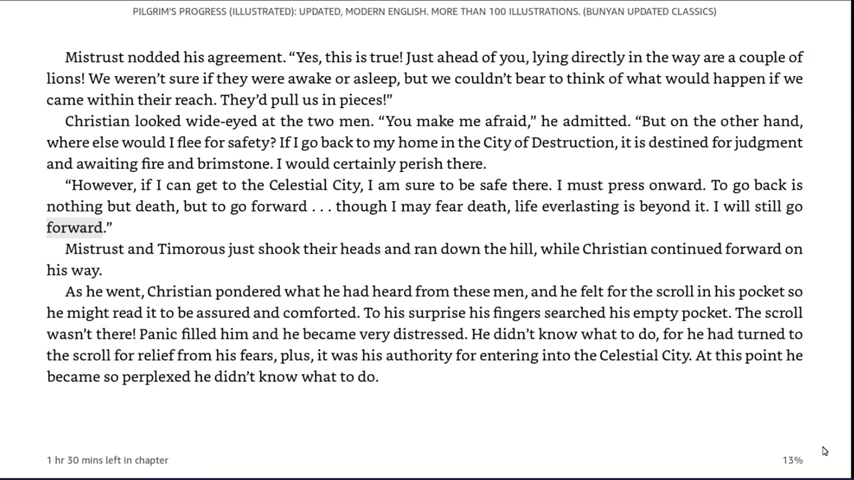 PILGRIM'S PROGRESS (ILLUSTRATED): UPDATED, MODERN ENGLISH. MORE THAN 100 ILLUSTRATIONS. (BUNYAN UPDATED CLASSICS)
Mistrust nodded his agreement. “Yes, this is true! Just ahead of you, lying directly in the way are a couple of
lions! We weren’t sure if they were awake or asleep, but we couldn’t bear to think of what would happen if we
came within their reach. They’d pull us in pieces!”
Christian looked wide-eyed at the two men. “You make me afraid,” he admitted. “But on the other hand,
where else would I flee for safety? If I go back to my home in the City of Destruction, it is destined for judgment
and awaiting fire and brimstone. I would certainly perish there.
“However, if I can get to the Celestial City, I am sure to be safe there. I must press onward. To go back is
nothing but death, but to go forward . . . though I may fear death, life everlasting is beyond it. I will still go
forward.”
Mistrust and Timorous just shook their heads and ran down the hill, while Christian continued forward on
his way.
As he went, Christian pondered what he had heard from these men, and he felt for the scroll in his pocket so
he might read it to be assured and comforted. To his surprise his fingers searched his empty pocket. The scroll
wasn’t there! Panic filled him and he became very distressed. He didn’t know what to do, for he had turned to
the scroll for relief from his fears, plus, it was his authority for entering into the Celestial City. At this point he
became so perplexed he didn’t know what to do.
1 hr 30 mins left in chapter
13%